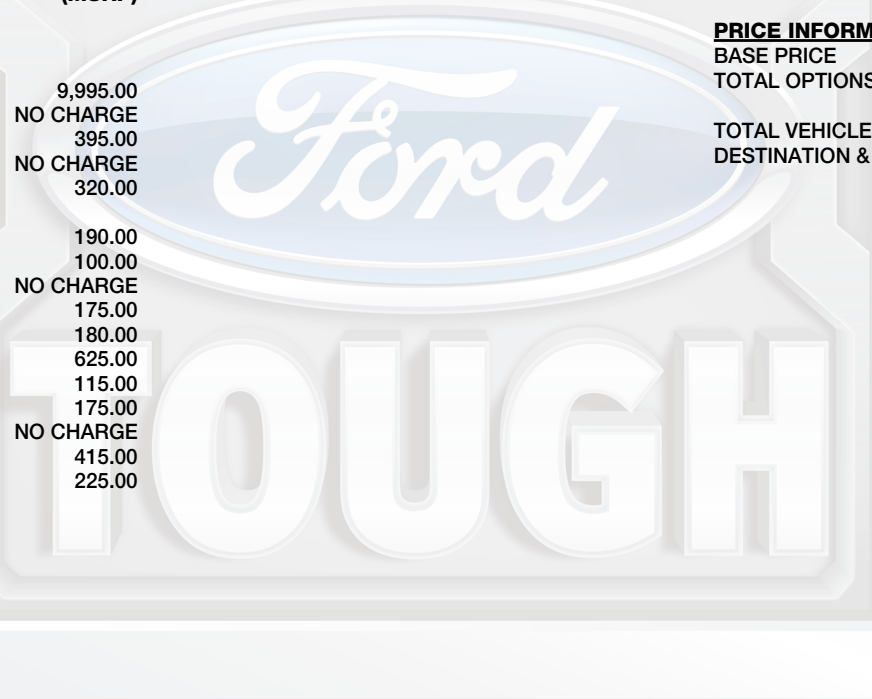 (MSRP)
9,995.00
NO CHARGE
395.00
NO CHARGE
320.00
190.00
100.00
NO CHARGE
175.00
180.00
625.00
115.00
175.00
NO CHARGE
415.00
225.00
PRICE INFORM
BASE PRICE
TOTAL OPTIONS
TOTAL VEHICLE
DESTINATION &
Ford
TOUGH